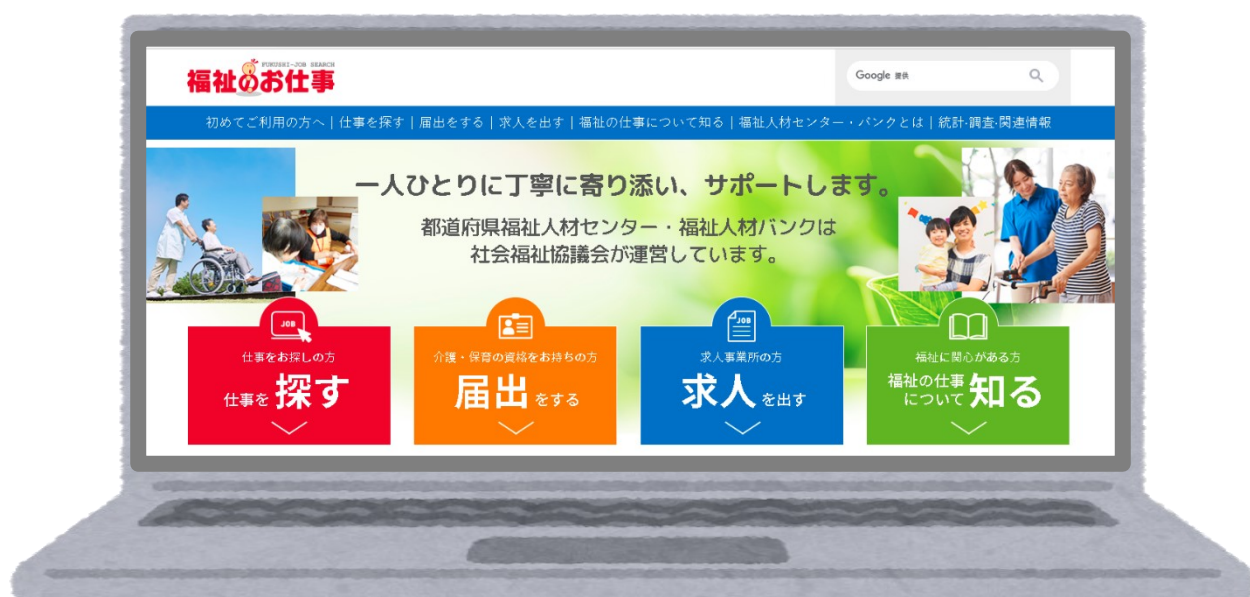 FUKUSHI-JOB SEARCH
福祉のお仕事
Google 提供
初めてご利用の方へ | 仕事を探す | 届出をする | 求人を出す | 福祉の仕事について知る | 福祉人材センター・バンクとは | 統計・調査・関連情報
一人ひとりに丁寧に寄り添い、サポートします。
都道府県福祉人材センター・福祉人材バンクは
社会福祉協議会が運営しています。
JOB
仕事をお探しの方
仕事を探す
介護・保育の資格をお持ちの方
届出をする
JOB
求人事業所の方
求人を出す
福祉に関心がある方
福祉の仕事
について知る